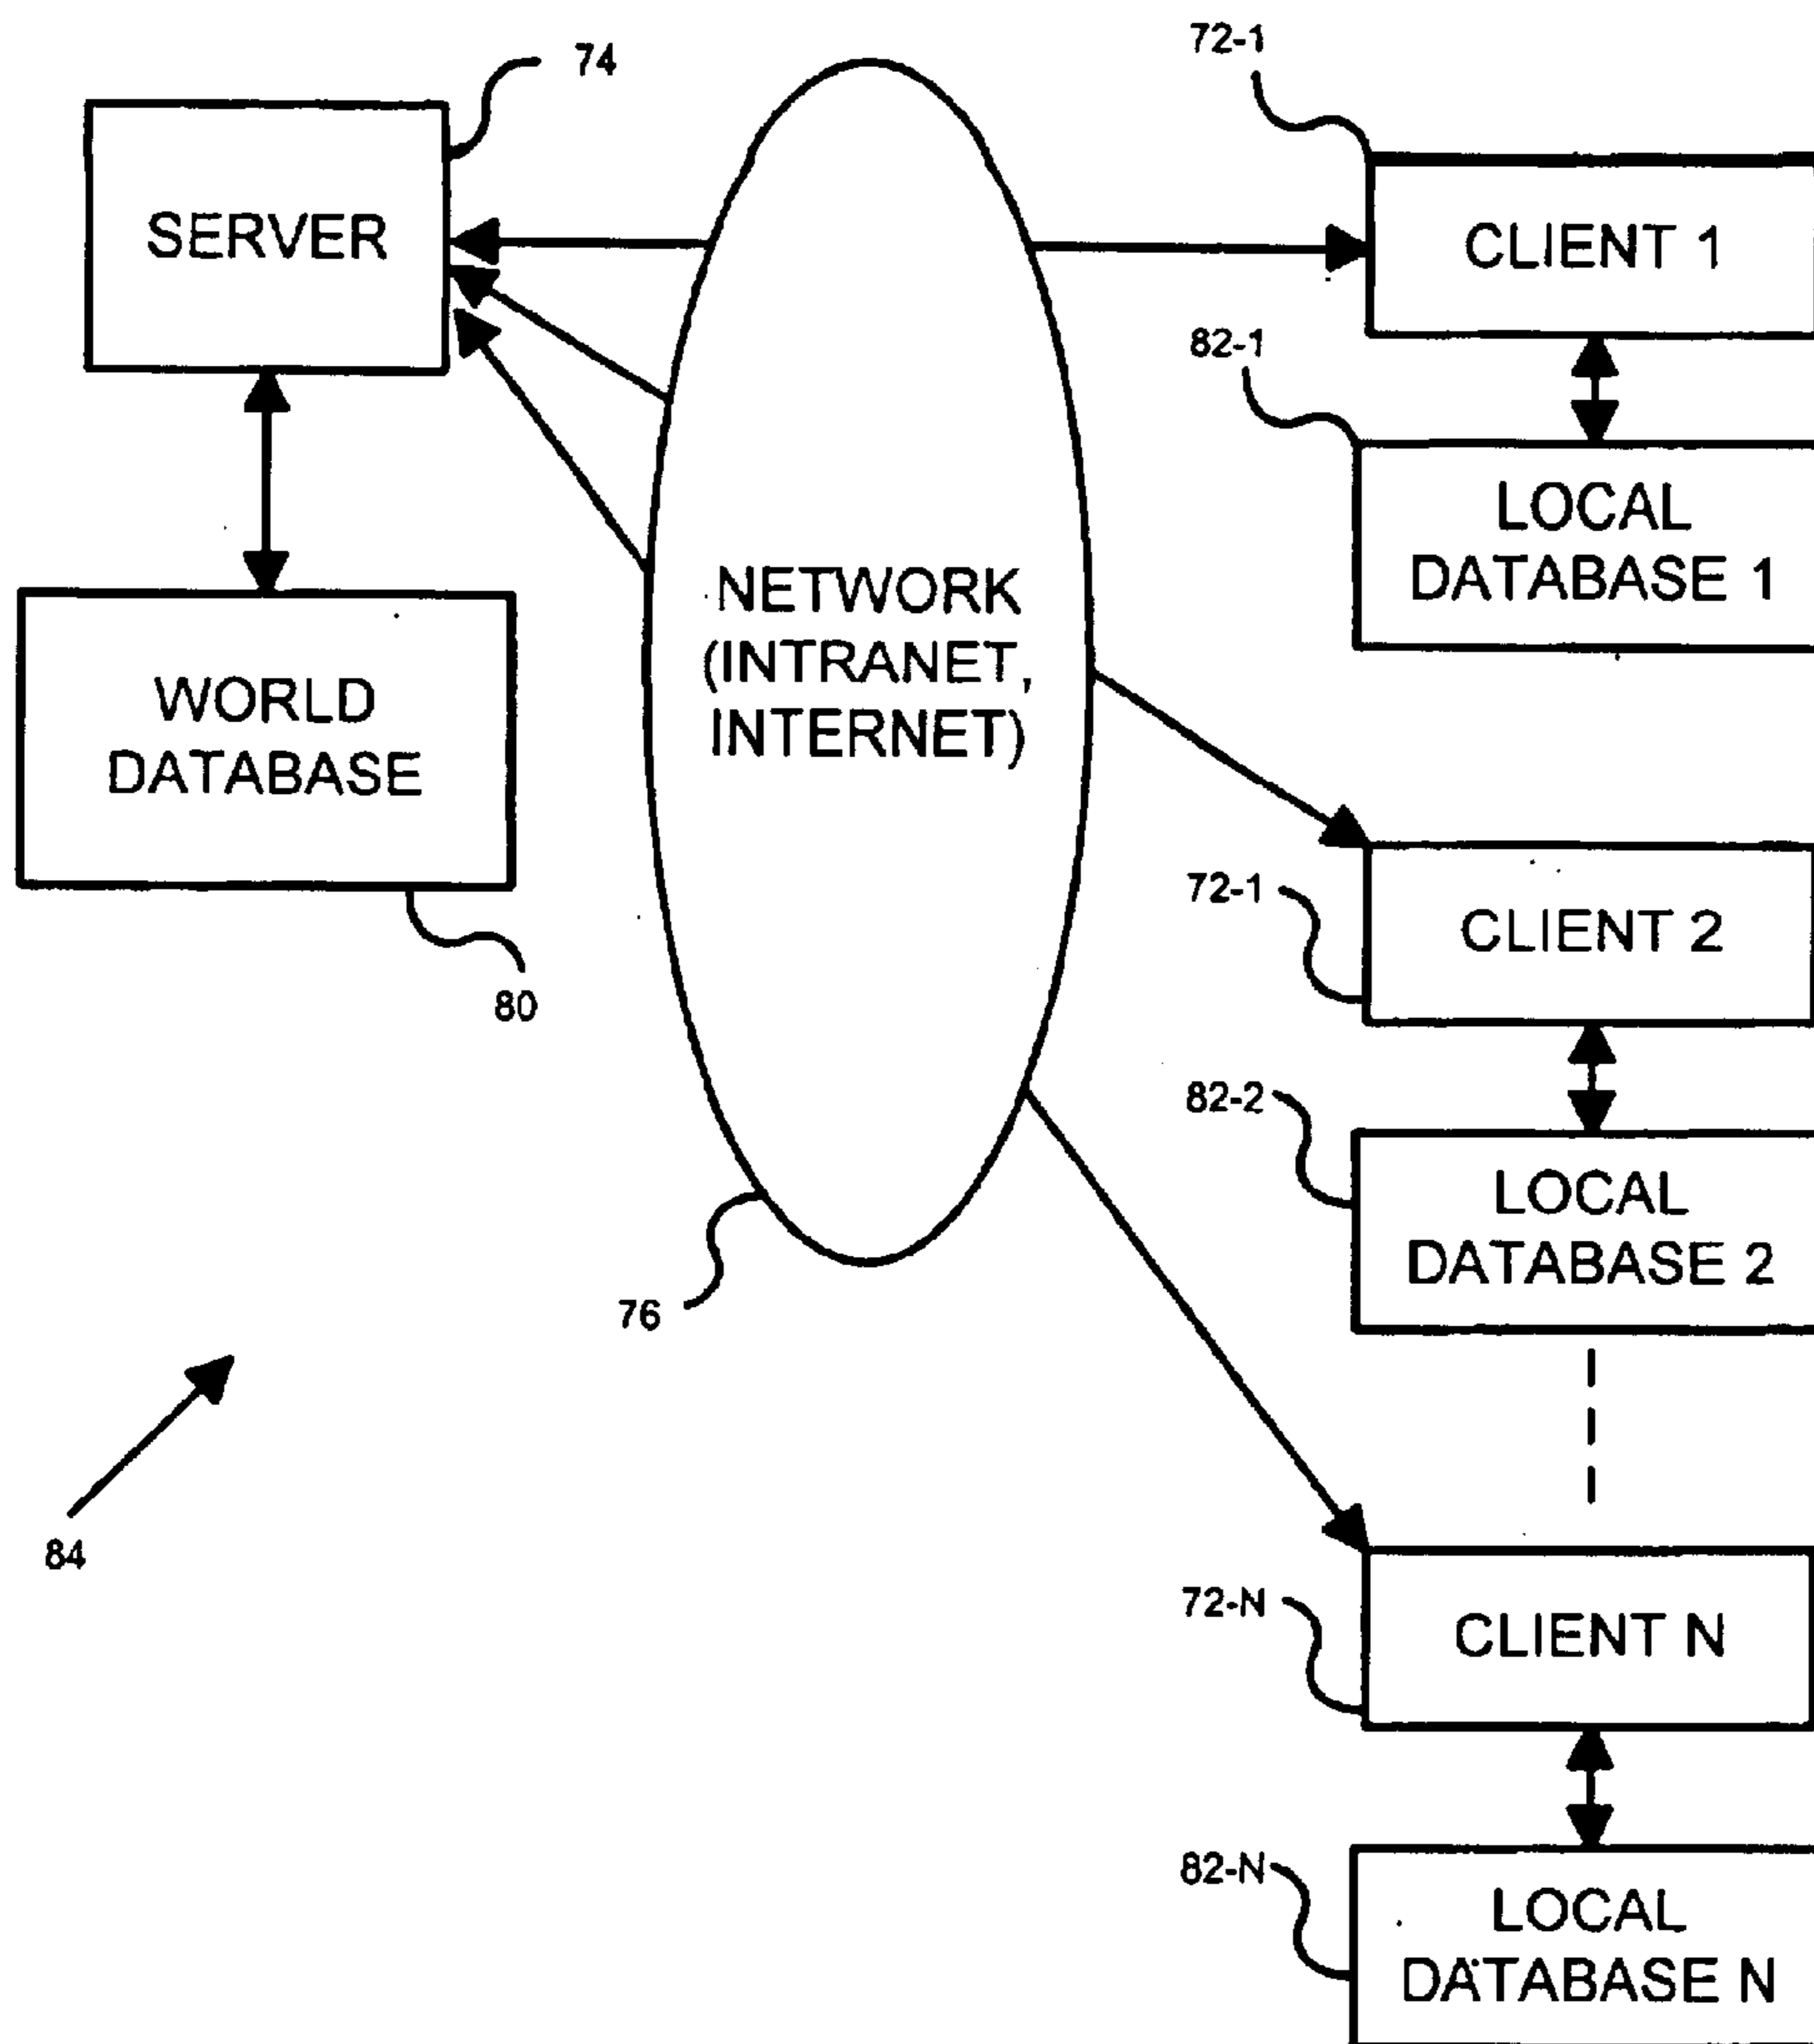 74
SERVER
WORLD
DATABASE
80
NETWORK
(INTRANET,
INTERNET)
76
84
72-1
CLIENT 1
82-1
LOCAL
DATABASE 1
72-1
CLIENT 2
82-2
LOCAL
DATABASE 2
72-N
CLIENT N
82-N
LOCAL
DATABASE N